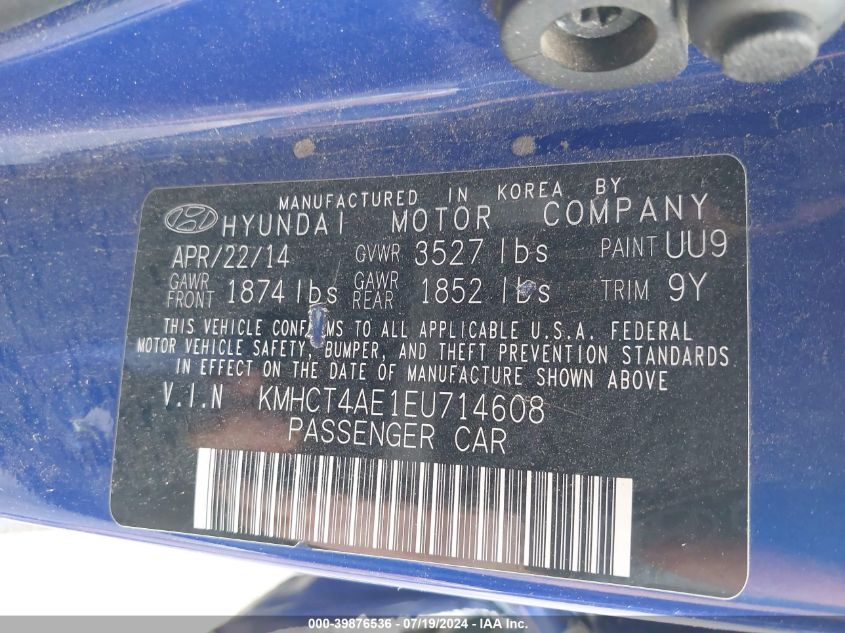 MANUFACTURED IN KOREA BY
HYUNDAI MOTOR COMPANY
APR/22/14 GVWR 3527 lbs PAINT UU9
GAWR FRONT 1874 lbs GAWR REAR 1852 lbs TRIM 9Y
THIS VEHICLE CONF MS TO ALL APPLICABLE U.S.A. FEDERAL
MOTOR VEHICLE SAFETY, BUMPER, AND THEFT PREVENTION STANDARDS
IN EFFECT ON THE DATE OF MANUFACTURE SHOWN ABOVE
V.I.N KMHCT4AE1EU714608
PASSENGER CAR
000-39876536 - 07/19/2024 - IAA, Inc.